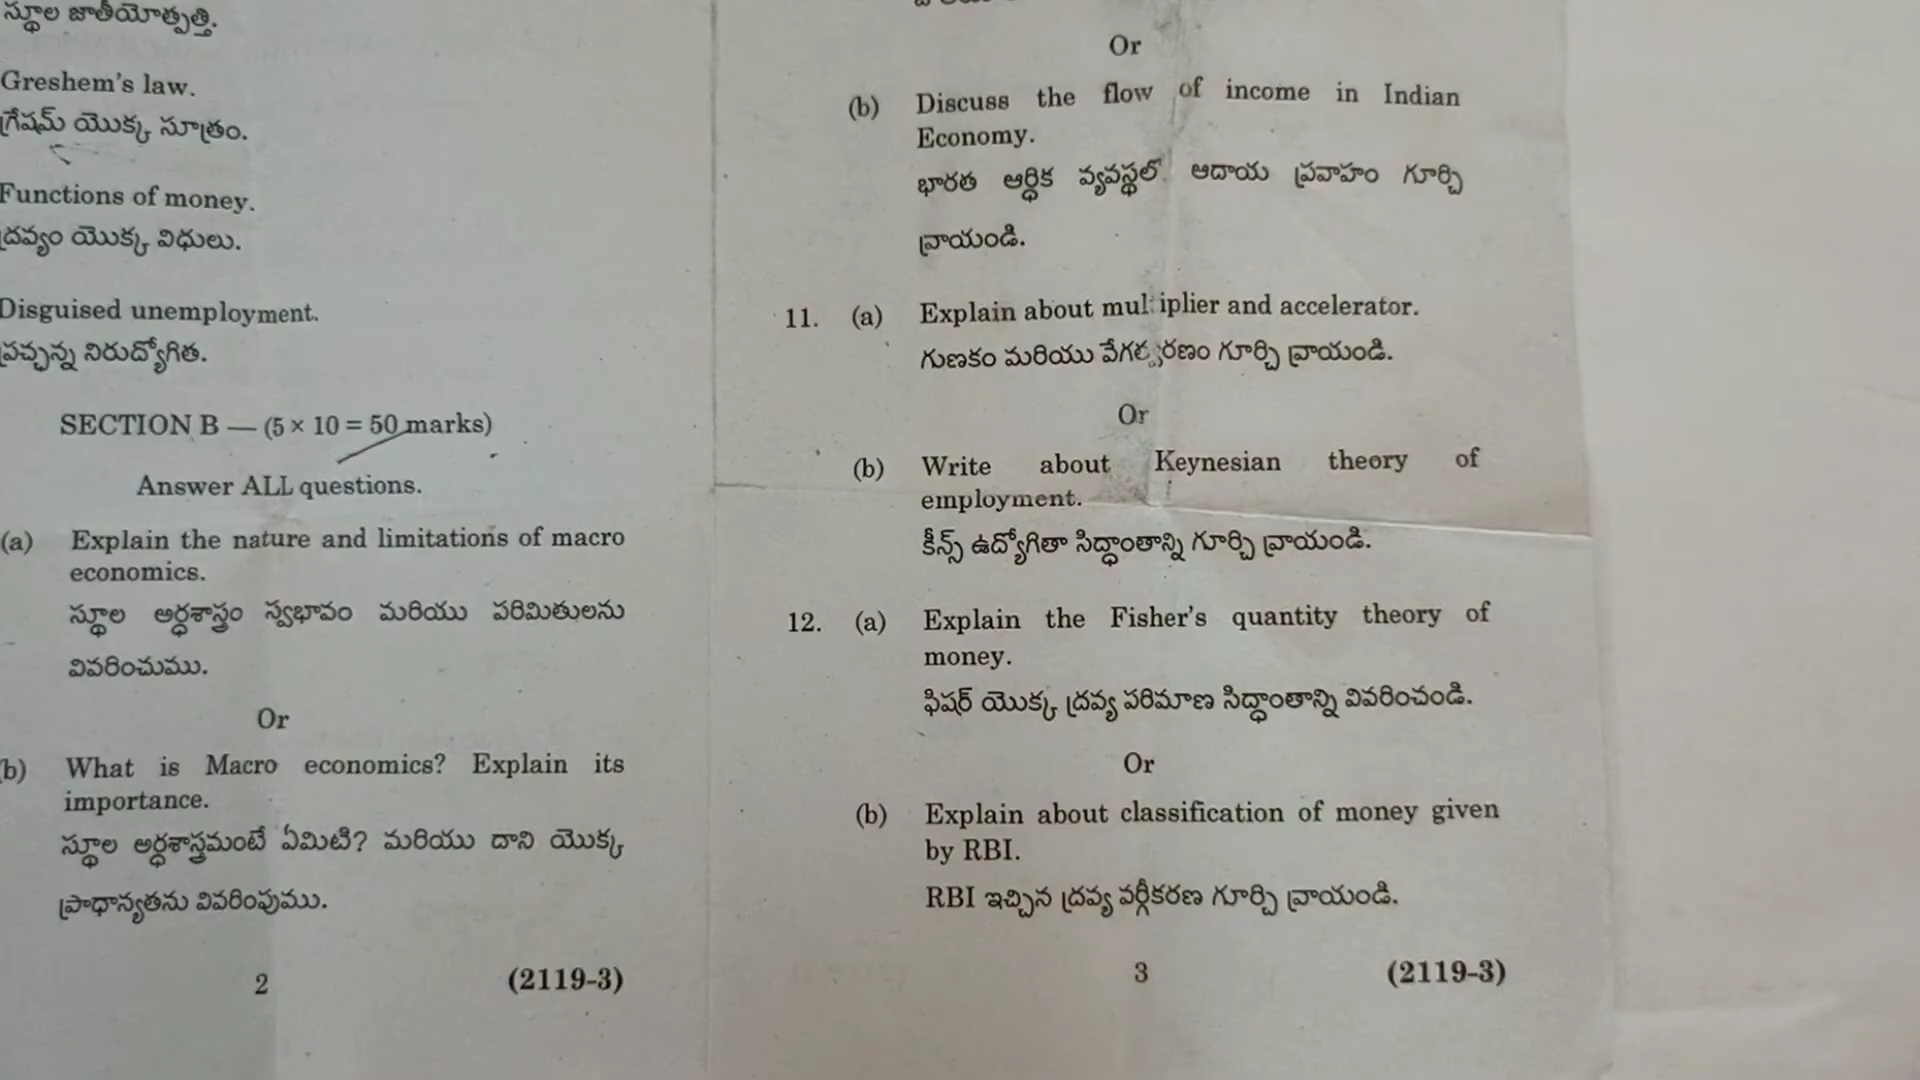 స్థూల జాతీయోత్పత్తి.
Greshem's law.
గ్రేషమ్ యొక్క సూత్రం.
Functions of money.
ద్రవ్యం యొక్క విధులు.
Disguised unemployment.
ప్రచ్ఛన్న నిరుద్యోగిత.
SECTION B — (5 × 10 = 50 marks)
Answer ALL questions.
(a) Explain the nature and limitations of macro
economics.
స్థూల అర్థశాస్త్రం స్వభావం మరియు పరిమితులను
వివరించుము.
Or
(b) What is Macro economics? Explain its
importance.
స్థూల అర్థశాస్త్రమంటే ఏమిటి? మరియు దాని యొక్క
ప్రాధాన్యతను వివరింపుము.
2 (2119-3)
Or
(b) Discuss the flow of income in Indian
Economy.
భారత ఆర్థిక వ్యవస్థలో ఆదాయ ప్రవాహం గూర్చి
వ్రాయండి.
11. (a) Explain about multiplier and accelerator.
గుణకం మరియు వేగత్వరణం గూర్చి వ్రాయండి.
Or
(b) Write about Keynesian theory of
employment.
కీన్స్ ఉద్యోగితా సిద్ధాంతాన్ని గూర్చి వ్రాయండి.
12. (a) Explain the Fisher's quantity theory of
money.
ఫిషర్ యొక్క ద్రవ్య పరిమాణ సిద్ధాంతాన్ని వివరించండి.
Or
(b) Explain about classification of money given
by RBI.
RBI ఇచ్చిన ద్రవ్య వర్గీకరణ గూర్చి వ్రాయండి.
3 (2119-3)